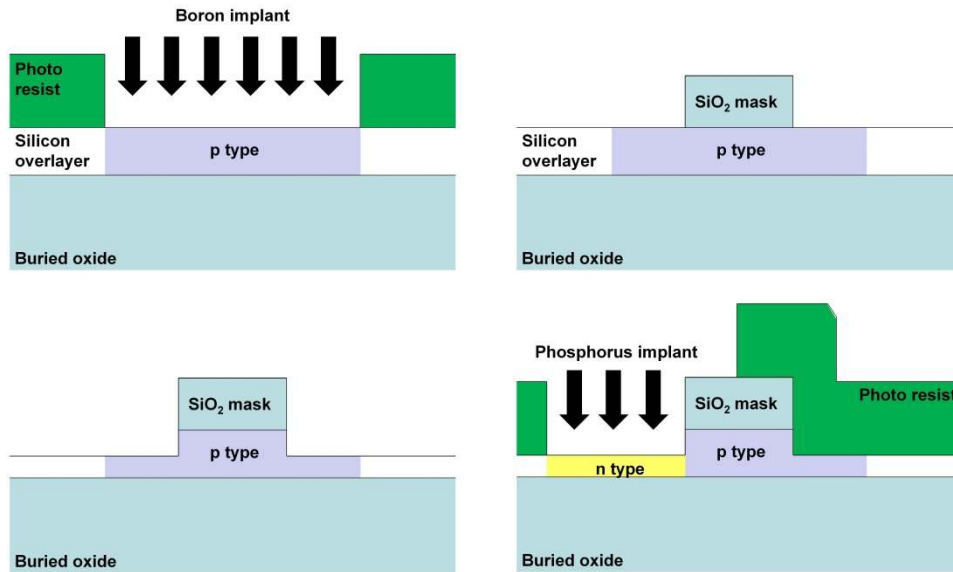 Boron implant
Photo
resist
Silicon
overlayer
p type
Buried oxide
SiO₂ mask
Silicon
overlayer
p type
Buried oxide
SiO₂ mask
p type
Buried oxide
Phosphorus implant
SiO₂ mask
Photo resist
p type
n type
Buried oxide